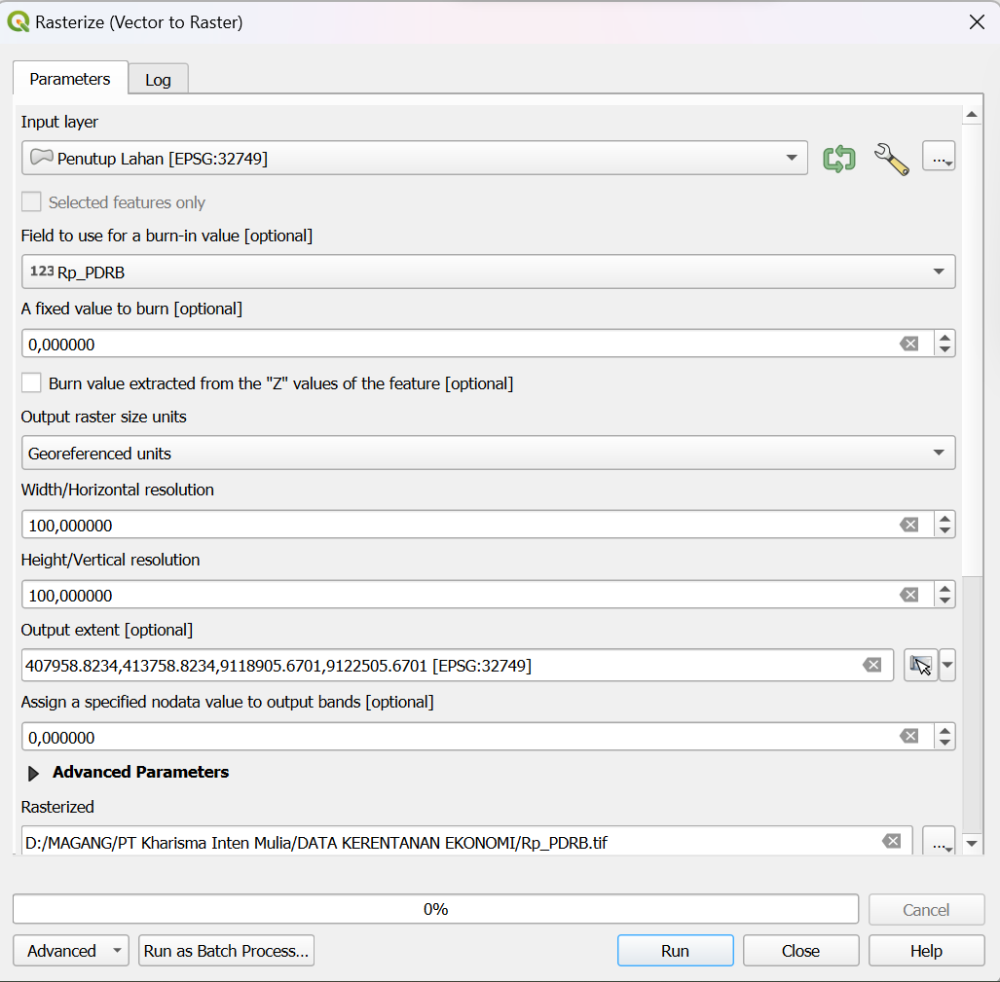 Rasterize (Vector to Raster)
Parameters
Log
Input layer
Penutup Lahan [EPSG:32749]
...
Selected features only
Field to use for a burn-in value [optional]
123 Rp_PDRB
A fixed value to burn [optional]
0,000000
Burn value extracted from the "Z" values of the feature [optional]
Output raster size units
Georeferenced units
Width/Horizontal resolution
100,000000
Height/Vertical resolution
100,000000
Output extent [optional]
407958.8234,413758.8234,9118905.6701,9122505.6701 [EPSG:32749]
Assign a specified nodata value to output bands [optional]
0,000000
Advanced Parameters
Rasterized
D:/MAGANG/PT Kharisma Inten Mulia/DATA KERENTANAN EKONOMI/Rp_PDRB.tif
...
0%
Cancel
Advanced
Run as Batch Process...
Run
Close
Help